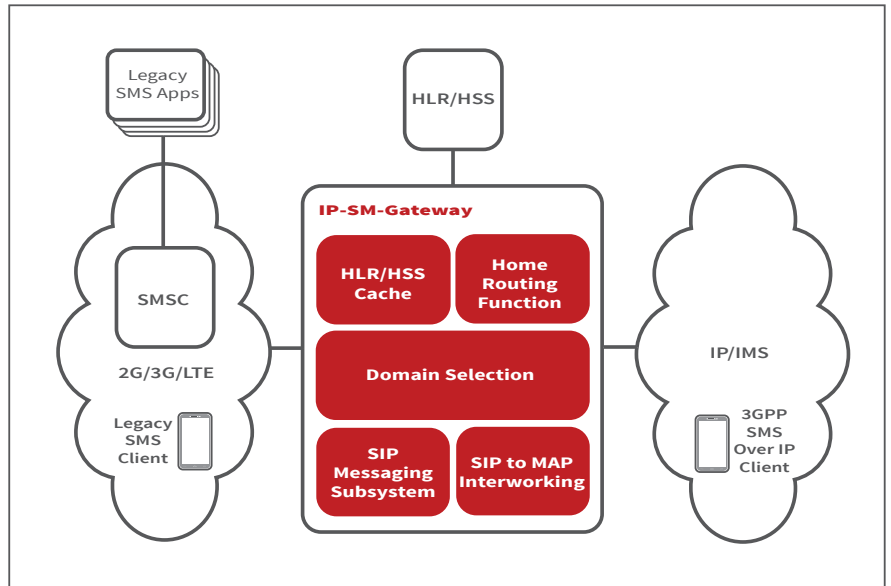 Legacy
SMS Apps
HLR/HSS
IP-SM-Gateway
HLR/HSS
Cache
Home
Routing
Function
SMSC
Domain Selection
2G/3G/LTE
IP/IMS
Legacy
SMS
Client
3GPP
SMS
Over IP
Client
SIP
Messaging
Subsystem
SIP to MAP
Interworking